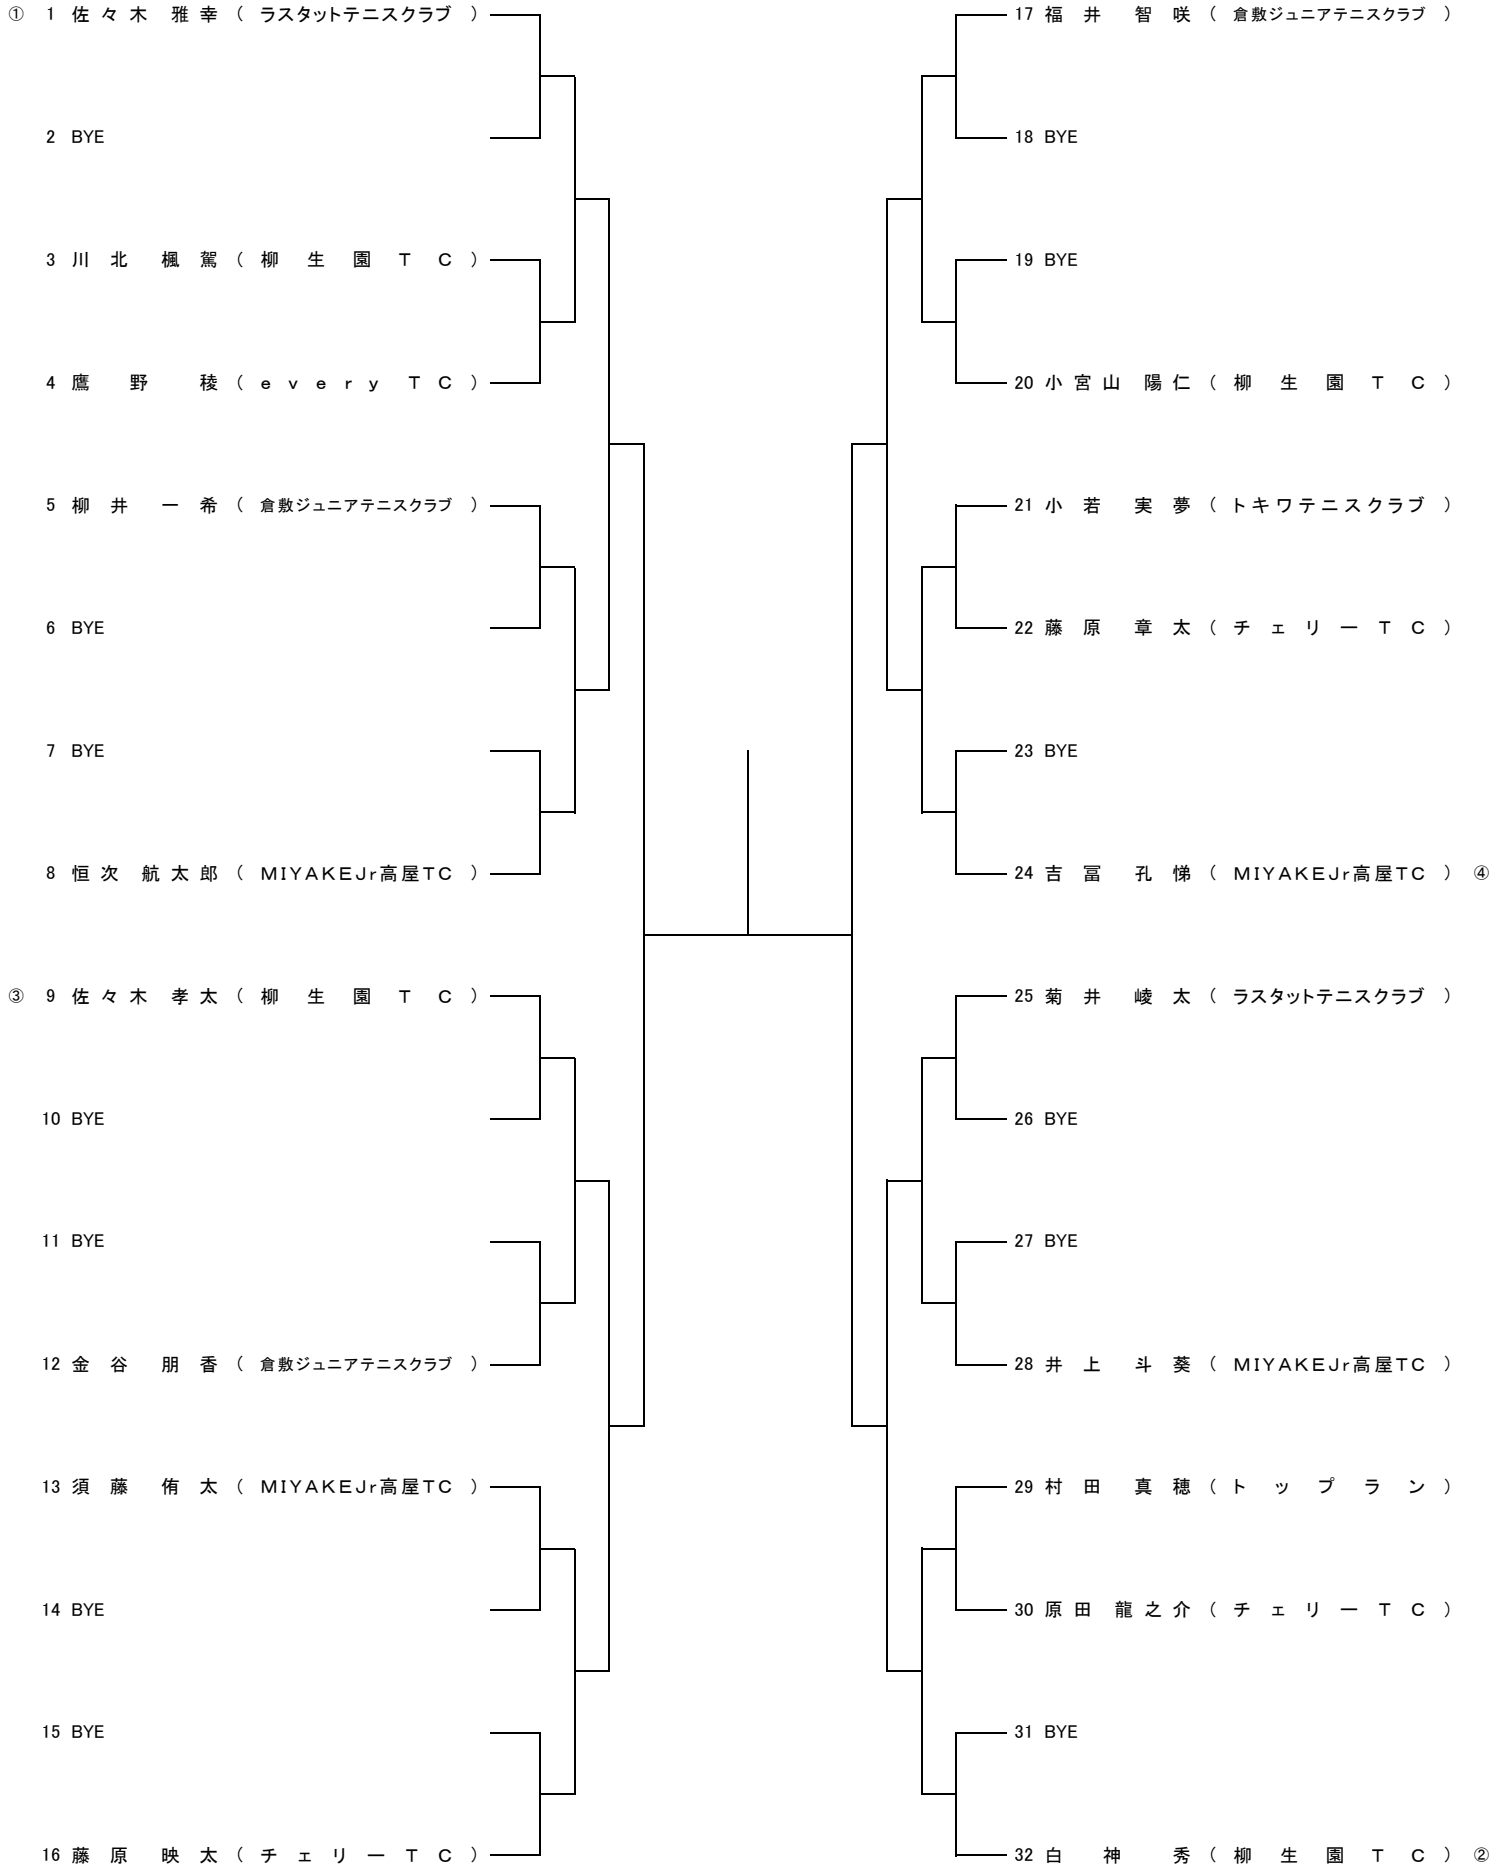 ① 1 佐々木 雅幸 ( ラスタットテニスクラブ )
2 BYE
3 川北 楓駕 ( 柳生園TC )
4 鷹野 稜 ( everyTC )
5 柳井 一希 ( 倉敷ジュニアテニスクラブ )
6 BYE
7 BYE
8 恒次 航太郎 ( MIYAKEJr高屋TC )
③ 9 佐々木 孝太 ( 柳生園TC )
10 BYE
11 BYE
12 金谷 朋香 ( 倉敷ジュニアテニスクラブ )
13 須藤 侑太 ( MIYAKEJr高屋TC )
14 BYE
15 BYE
16 藤原 映太 ( チェリーTC )
17 福井 智咲 ( 倉敷ジュニアテニスクラブ )
18 BYE
19 BYE
20 小宮山 陽仁 ( 柳生園TC )
21 小若 実夢 ( トキワテニスクラブ )
22 藤原 章太 ( チェリーTC )
23 BYE
24 吉冨 孔悌 ( MIYAKEJr高屋TC ) ④
25 菊井 崚太 ( ラスタットテニスクラブ )
26 BYE
27 BYE
28 井上 斗葵 ( MIYAKEJr高屋TC )
29 村田 真穂 ( トップラン )
30 原田 龍之介 ( チェリーTC )
31 BYE
32 白神 秀 ( 柳生園TC ) ②